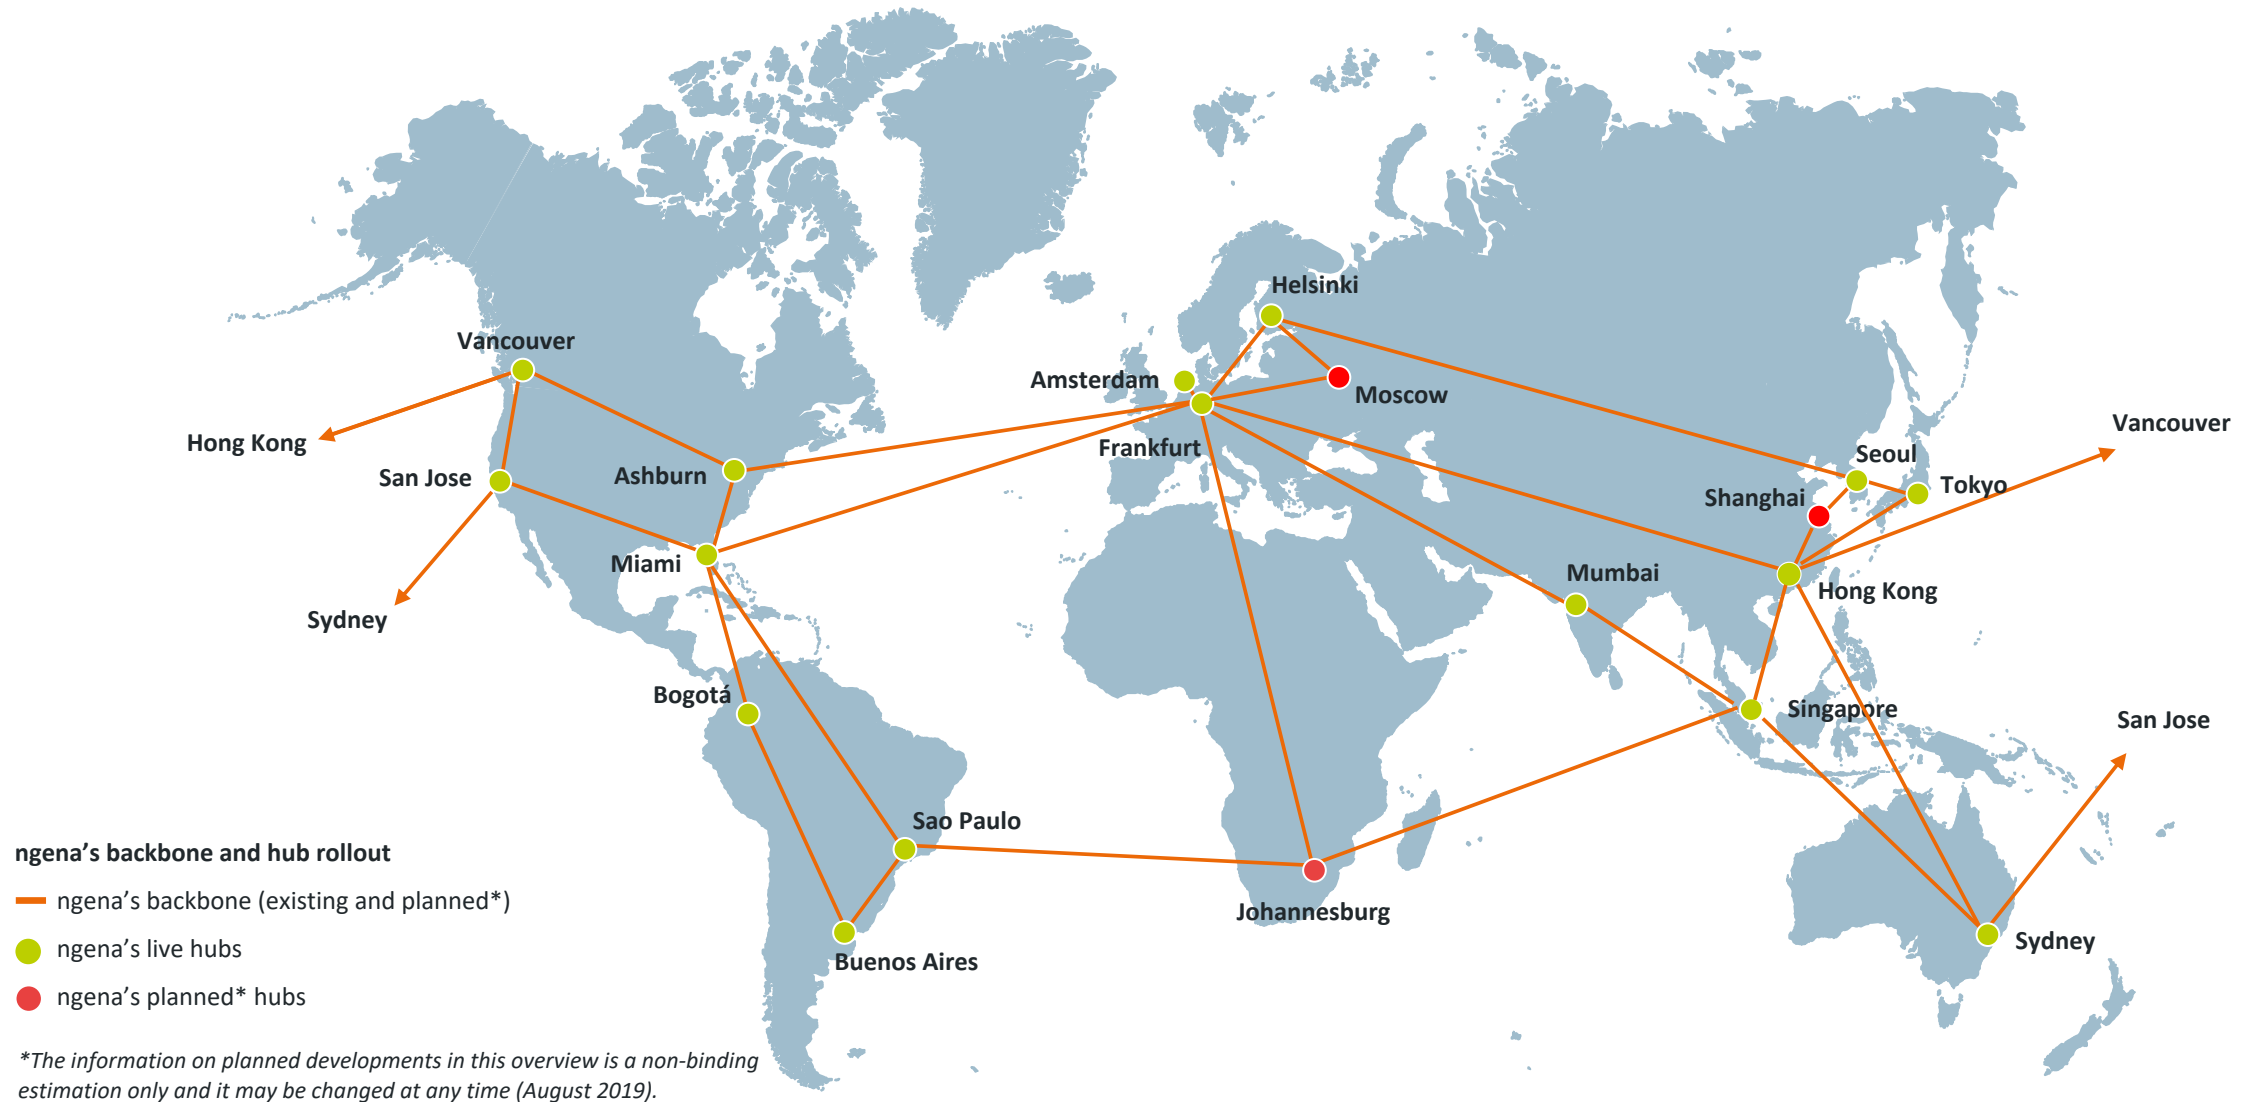 Helsinki
Vancouver
Amsterdam
Moscow
Hong Kong
Frankfurt
Vancouver
San Jose
Ashburn
Seoul
Shanghai
Tokyo
Miami
Mumbai
Hong Kong
Sydney
Bogotá
Singapore
San Jose
Sao Paulo
Johannesburg
Sydney
Buenos Aires
ngena’s backbone and hub rollout
ngena’s backbone (existing and planned*)
ngena’s live hubs
ngena’s planned* hubs
*The information on planned developments in this overview is a non-binding
estimation only and it may be changed at any time (August 2019).